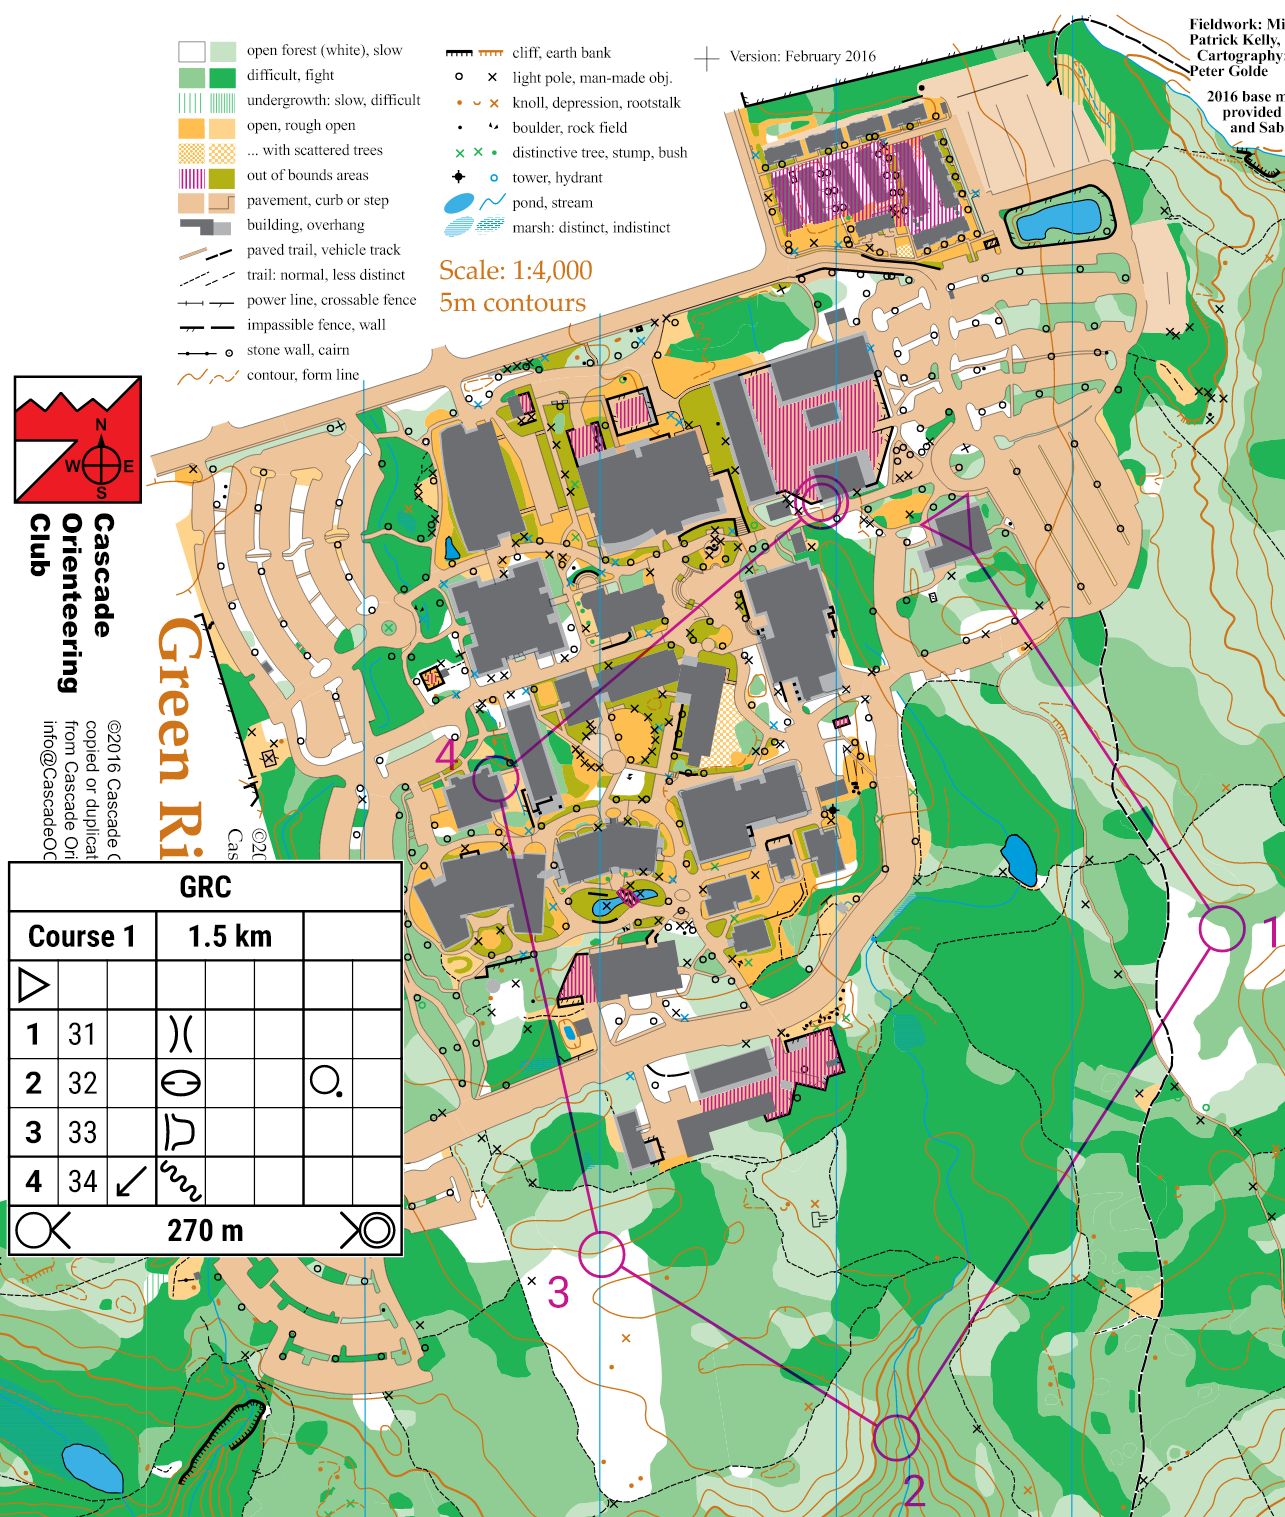 open forest (white), slow
difficult, fight
undergrowth: slow, difficult
open, rough open
... with scattered trees
out of bounds areas
pavement, curb or step
building, overhang
paved trail, vehicle track
trail: normal, less distinct
power line, crossable fence
impassible fence, wall
stone wall, cairn
contour, form line
cliff, earth bank
light pole, man-made obj.
knoll, depression, rootstalk
boulder, rock field
distinctive tree, stump, bush
tower, hydrant
pond, stream
marsh: distinct, indistinct
Scale: 1:4,000
5m contours
Version: February 2016
Fieldwork: Mi
Patrick Kelly,
Cartography:
Peter Golde
2016 base m
provided
and Sab
N
W E
S
Cascade
Orienteering
Club
Green Ri
©2016 Cascade O
copied or duplicat
from Cascade Ori
info@CascadeOC
©20
Cas
GRC
Course 1 1.5 km
1 31
2 32
3 33
4 34
270 m
4
1
3
2